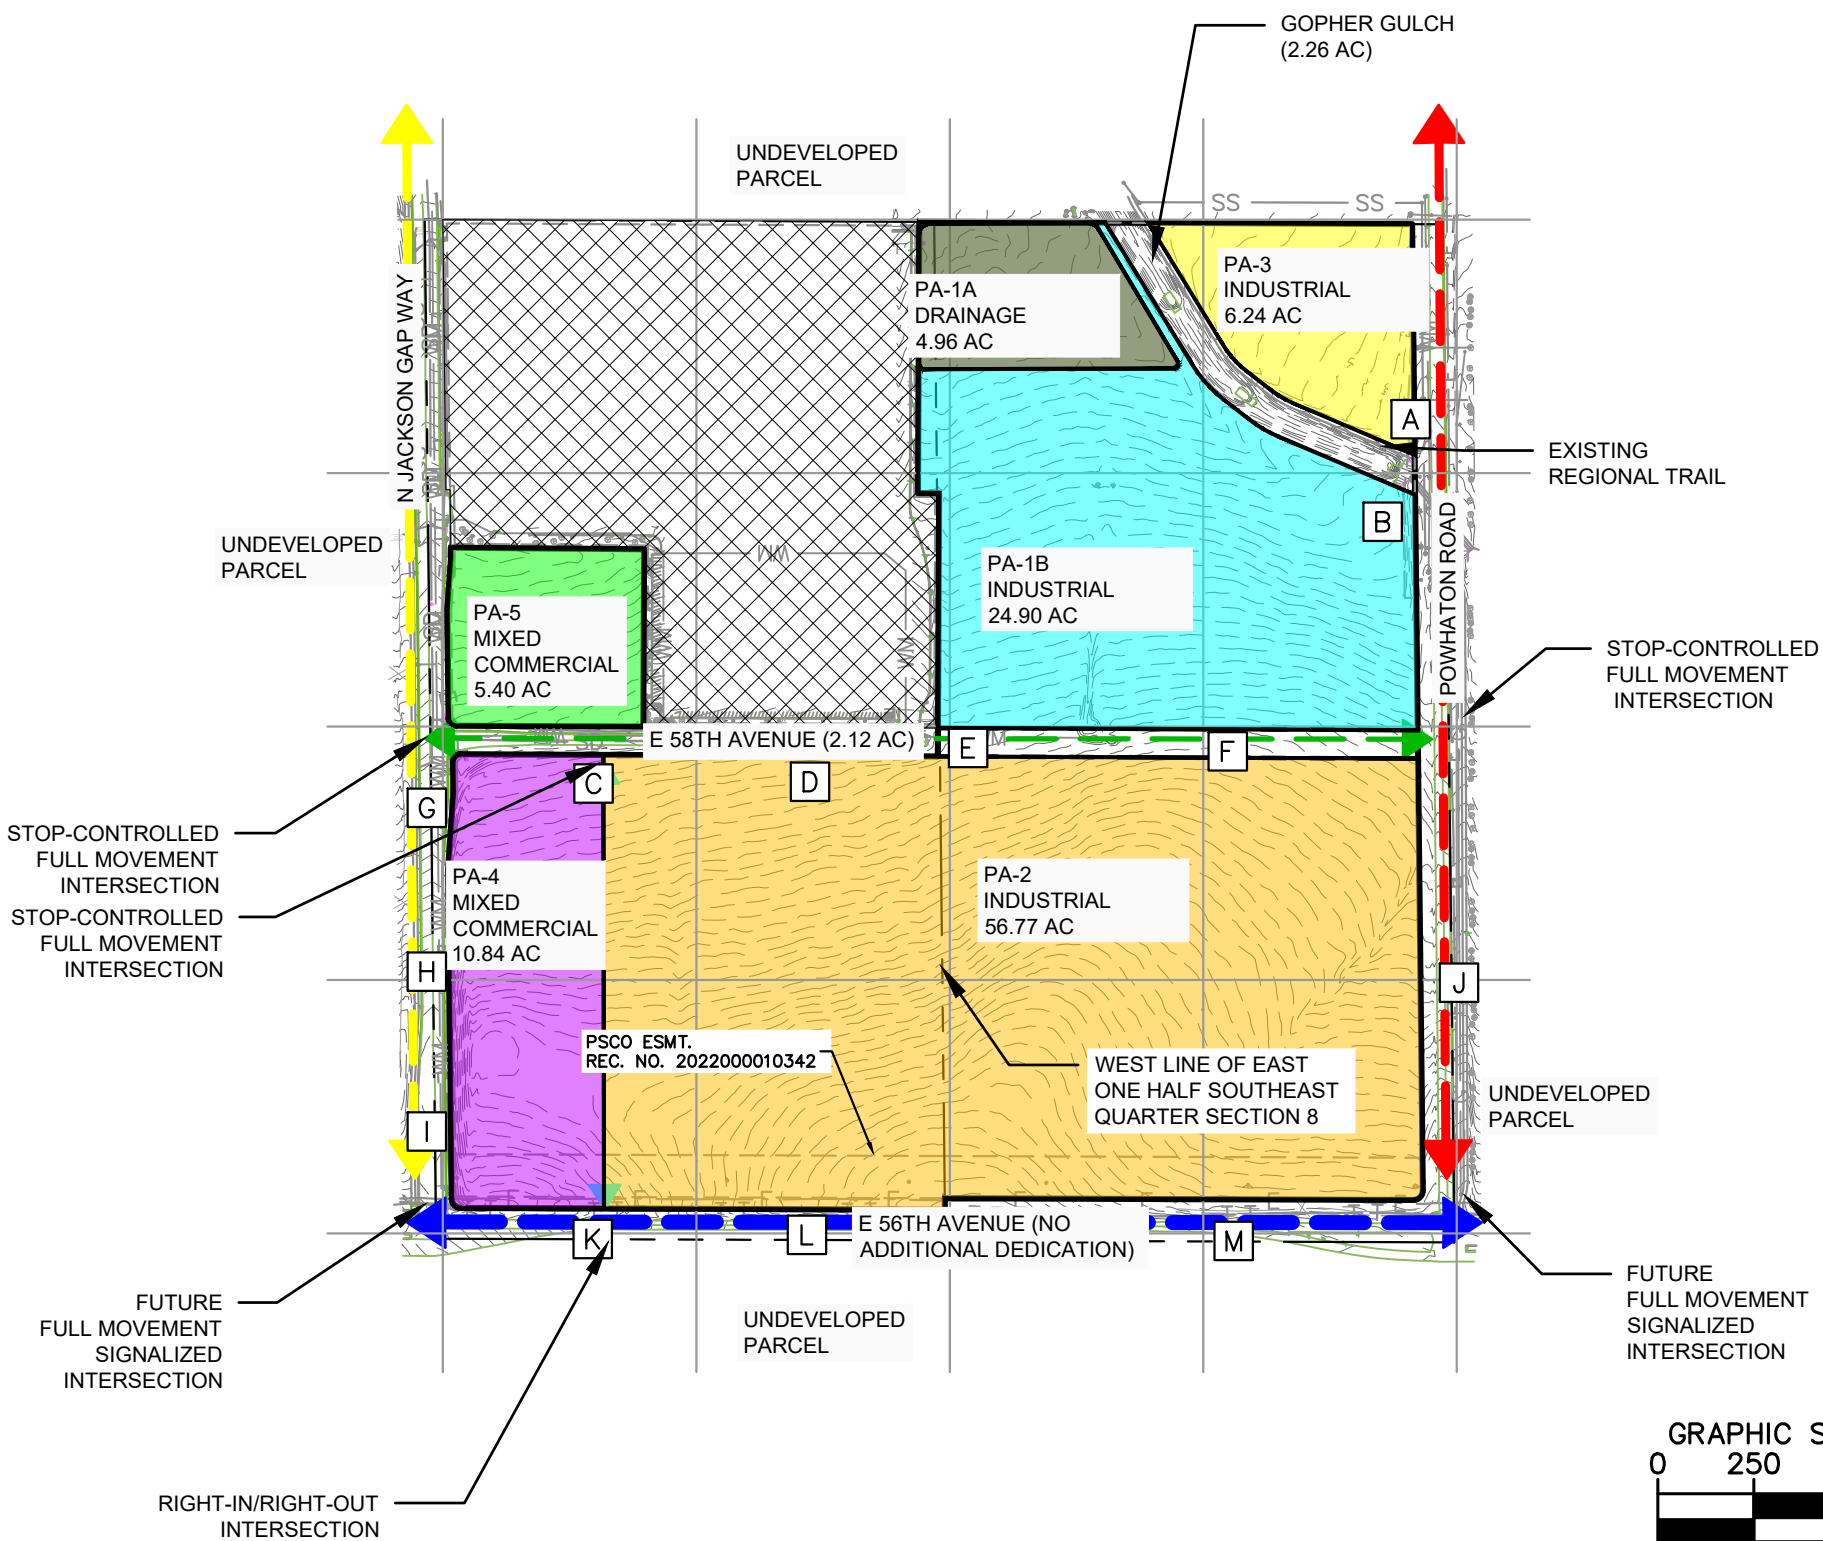 GOPHER GULCH
(2.26 AC)
UNDEVELOPED
PARCEL
SS
SS
N JACKSON GAP WAY
PA-1A
DRAINAGE
4.96 AC
PA-3
INDUSTRIAL
6.24 AC
A
EXISTING
REGIONAL TRAIL
B
UNDEVELOPED
PARCEL
PA-1B
INDUSTRIAL
24.90 AC
POWHATON ROAD
PA-5
MIXED
COMMERCIAL
5.40 AC
STOP-CONTROLLED
FULL MOVEMENT
INTERSECTION
E 58TH AVENUE (2.12 AC)
E
F
C
D
G
STOP-CONTROLLED
FULL MOVEMENT
INTERSECTION
STOP-CONTROLLED
FULL MOVEMENT
INTERSECTION
PA-4
MIXED
COMMERCIAL
10.84 AC
PA-2
INDUSTRIAL
56.77 AC
H
J
PSCO ESMT.
REC. NO. 2022000010342
WEST LINE OF EAST
ONE HALF SOUTHEAST
QUARTER SECTION 8
UNDEVELOPED
PARCEL
I
K
L
E 56TH AVENUE (NO
ADDITIONAL DEDICATION)
M
FUTURE
FULL MOVEMENT
SIGNALIZED
INTERSECTION
UNDEVELOPED
PARCEL
FUTURE
FULL MOVEMENT
SIGNALIZED
INTERSECTION
RIGHT-IN/RIGHT-OUT
INTERSECTION
GRAPHIC
0 250